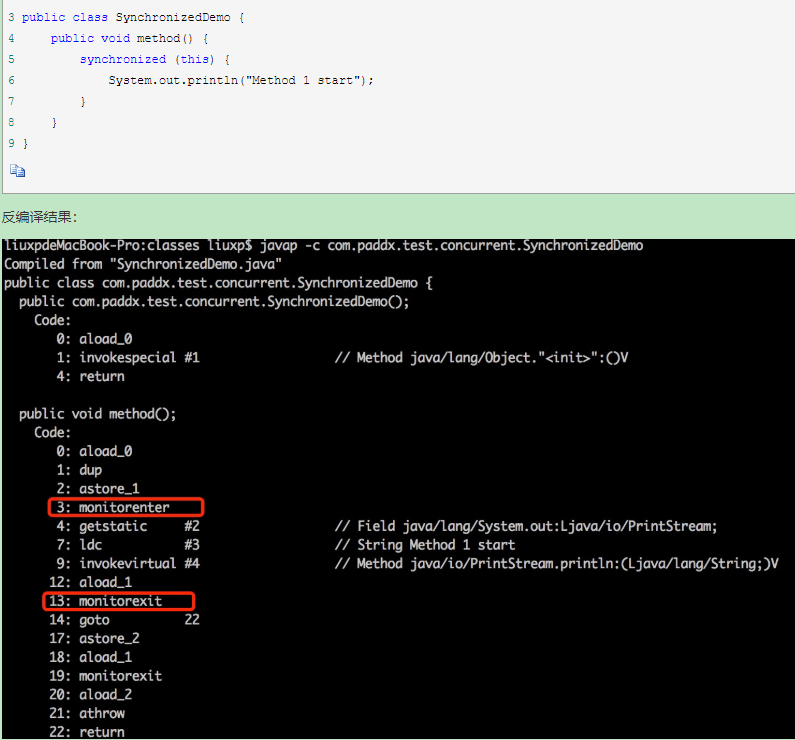 3 public class SynchronizedDemo {
4     public void method() {
5         synchronized (this) {
6             System.out.println("Method 1 start");
7         }
8     }
9 }
反编译结果：
liuxpdeMacBook-Pro:classes liuxp$ javap -c com.paddx.test.concurrent.SynchronizedDemo
Compiled from "SynchronizedDemo.java"
public class com.paddx.test.concurrent.SynchronizedDemo {
  public com.paddx.test.concurrent.SynchronizedDemo();
    Code:
       0: aload_0
       1: invokespecial #1                  // Method java/lang/Object."<init>":()V
       4: return
  public void method();
    Code:
       0: aload_0
       1: dup
       2: astore_1
       3: monitorenter
       4: getstatic     #2                  // Field java/lang/System.out:Ljava/io/PrintStream;
       7: ldc           #3                  // String Method 1 start
       9: invokevirtual #4                  // Method java/io/PrintStream.println:(Ljava/lang/String;)V
      12: aload_1
      13: monitorexit
      14: goto          22
      17: astore_2
      18: aload_1
      19: monitorexit
      20: aload_2
      21: athrow
      22: return